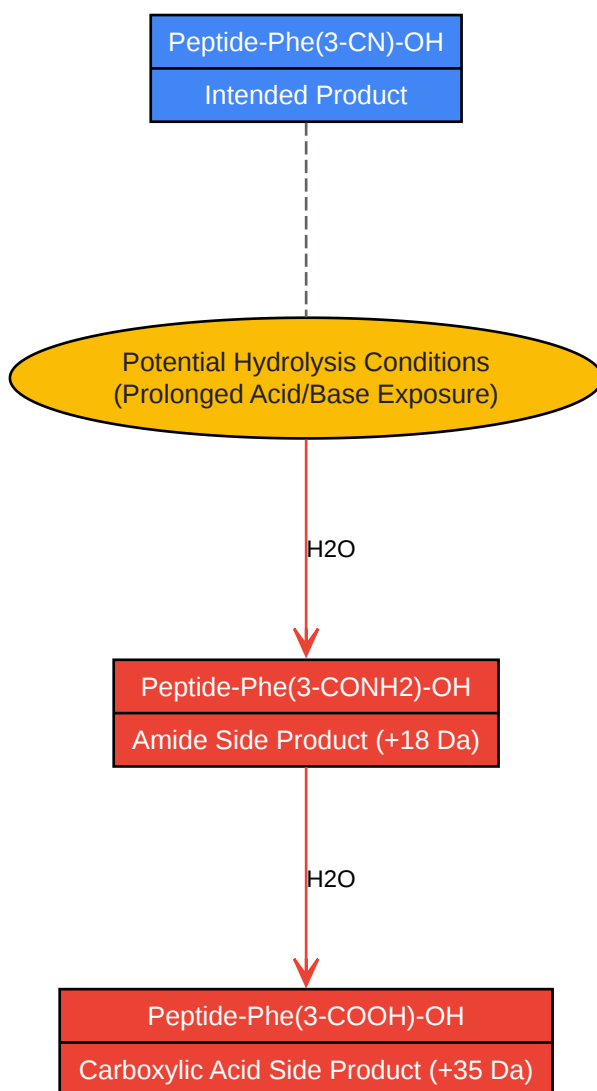 Peptide-Phe(3-CN)-OH
Intended Product
Potential Hydrolysis Conditions
(Prolonged Acid/Base Exposure)
H2O
Peptide-Phe(3-CONH2)-OH
Amide Side Product (+18 Da)
H2O
Peptide-Phe(3-COOH)-OH
Carboxylic Acid Side Product (+35 Da)